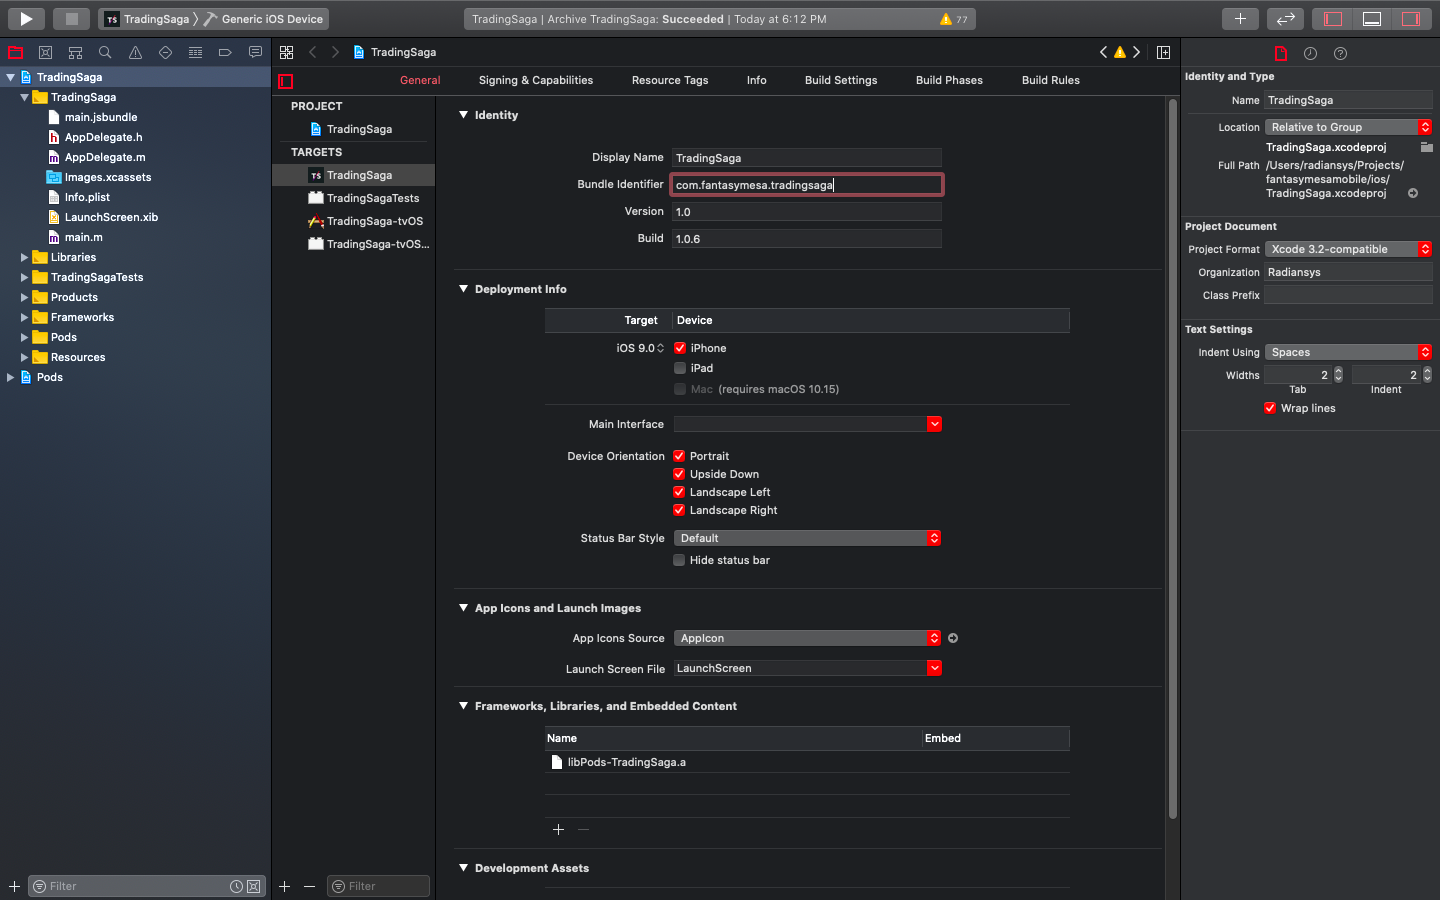 TradingSaga
Generic iOS Device
TradingSaga | Archive TradingSaga: Succeeded | Today at 6:12 PM
77
TradingSaga
TradingSaga
main.jsbundle
AppDelegate.h
AppDelegate.m
Images.xcassets
Info.plist
LaunchScreen.xib
main.m
Libraries
TradingSagaTests
Products
Frameworks
Pods
Resources
Pods
Filter
TradingSaga
General
Signing & Capabilities
Resource Tags
Info
Build Settings
Build Phases
Build Rules
PROJECT
TradingSaga
TARGETS
TS TradingSaga
TradingSagaTests
TradingSaga-tvOS
TradingSaga-tvOS...
Filter
Identity
Display Name TradingSaga
Bundle Identifier com.fantasymesa.tradingsaga
Version 1.0
Build 1.0.6
Deployment Info
Target Device
iOS 9.0 iPhone
iPad
Mac (requires macOS 10.15)
Main Interface
Device Orientation Portrait
Upside Down
Landscape Left
Landscape Right
Status Bar Style Default
Hide status bar
App Icons and Launch Images
App Icons Source AppIcon
Launch Screen File LaunchScreen
Frameworks, Libraries, and Embedded Content
Name Embed
libPods-TradingSaga.a
Development Assets
Identity and Type
Name TradingSaga
Location Relative to Group
TradingSaga.xcodeproj
Full Path /Users/radiansys/Projects/
fantasymesamobile/ios/
TradingSaga.xcodeproj
Project Document
Project Format Xcode 3.2-compatible
Organization Radiansys
Class Prefix
Text Settings
Indent Using Spaces
Widths 2 2
Tab Indent
Wrap lines